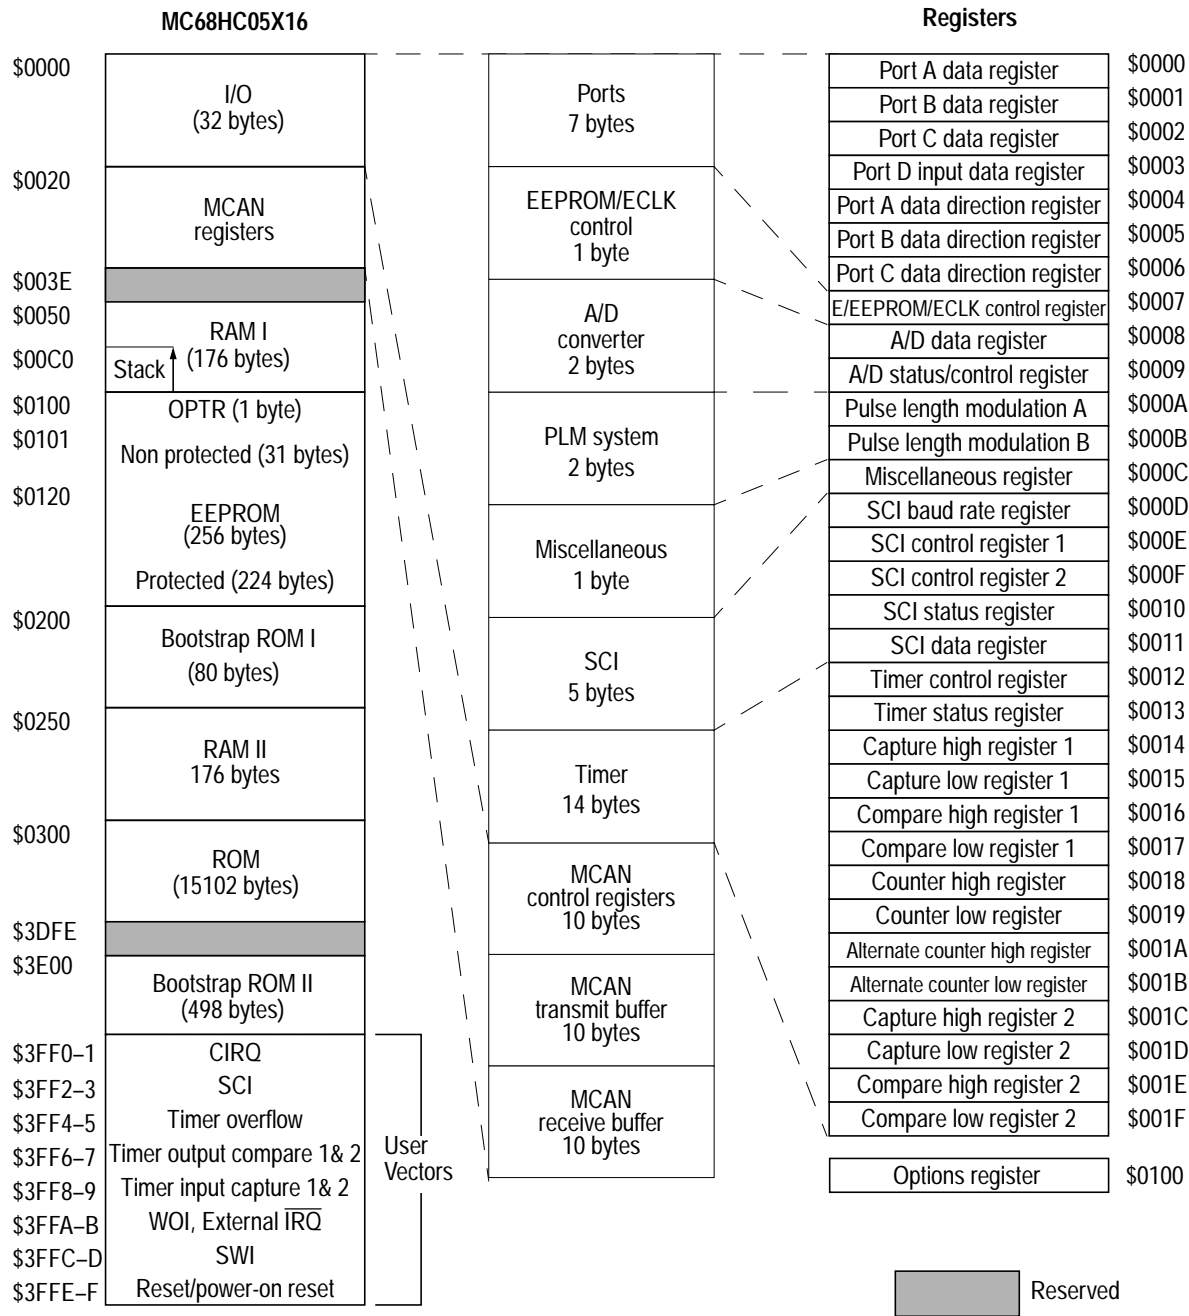 MC68HC05X16
$0000
I/O
(32 bytes)
$0020
MCAN
registers
$003E
$0050
RAM I
(176 bytes)
$00C0
Stack
$0100
OPTR (1 byte)
$0101
Non protected (31 bytes)
$0120
EEPROM
(256 bytes)
Protected (224 bytes)
$0200
Bootstrap ROM I
(80 bytes)
$0250
RAM II
176 bytes
$0300
ROM
(15102 bytes)
$3DFE
$3E00
Bootstrap ROM II
(498 bytes)
$3FF0–1 CIRQ
$3FF2–3 SCI
$3FF4–5 Timer overflow
$3FF6–7 Timer output compare 1& 2
$3FF8–9 Timer input capture 1& 2
$3FFA–B WOI, External IRQ
$3FFC–D SWI
$3FFE–F Reset/power-on reset
User
Vectors
Ports
7 bytes
EEPROM/ECLK
control
1 byte
A/D
converter
2 bytes
PLM system
2 bytes
Miscellaneous
1 byte
SCI
5 bytes
Timer
14 bytes
MCAN
control registers
10 bytes
MCAN
transmit buffer
10 bytes
MCAN
receive buffer
10 bytes
Registers
Port A data register $0000
Port B data register $0001
Port C data register $0002
Port D input data register $0003
Port A data direction register $0004
Port B data direction register $0005
Port C data direction register $0006
E/EEPROM/ECLK control register $0007
A/D data register $0008
A/D status/control register $0009
Pulse length modulation A $000A
Pulse length modulation B $000B
Miscellaneous register $000C
SCI baud rate register $000D
SCI control register 1 $000E
SCI control register 2 $000F
SCI status register $0010
SCI data register $0011
Timer control register $0012
Timer status register $0013
Capture high register 1 $0014
Capture low register 1 $0015
Compare high register 1 $0016
Compare low register 1 $0017
Counter high register $0018
Counter low register $0019
Alternate counter high register $001A
Alternate counter low register $001B
Capture high register 2 $001C
Capture low register 2 $001D
Compare high register 2 $001E
Compare low register 2 $001F
Options register $0100
Reserved